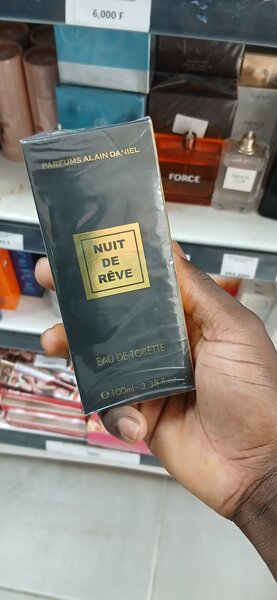 6,000 F
PARFUMS ALAIN DANIEL
NUIT
DE
RÊVE
EAU DE TOILETTE
e 100ml - 3,38 fl oz
FORCE